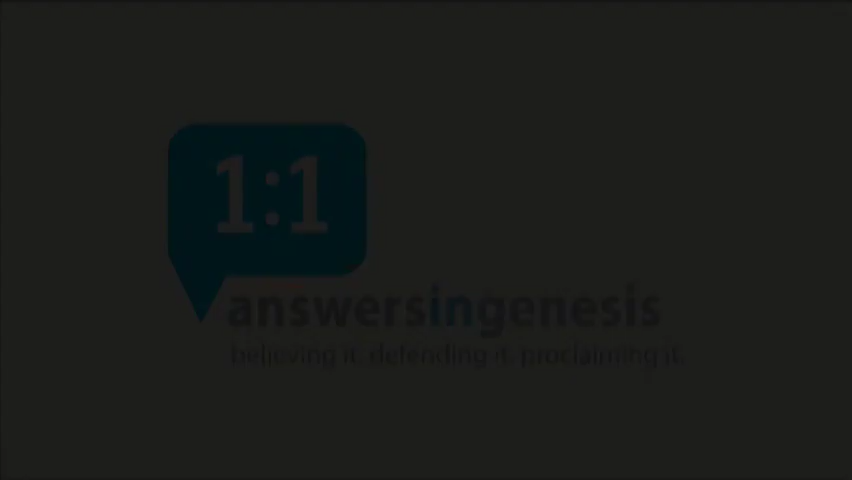 1:1
answersingenesis
believing it. defending it. proclaiming it.